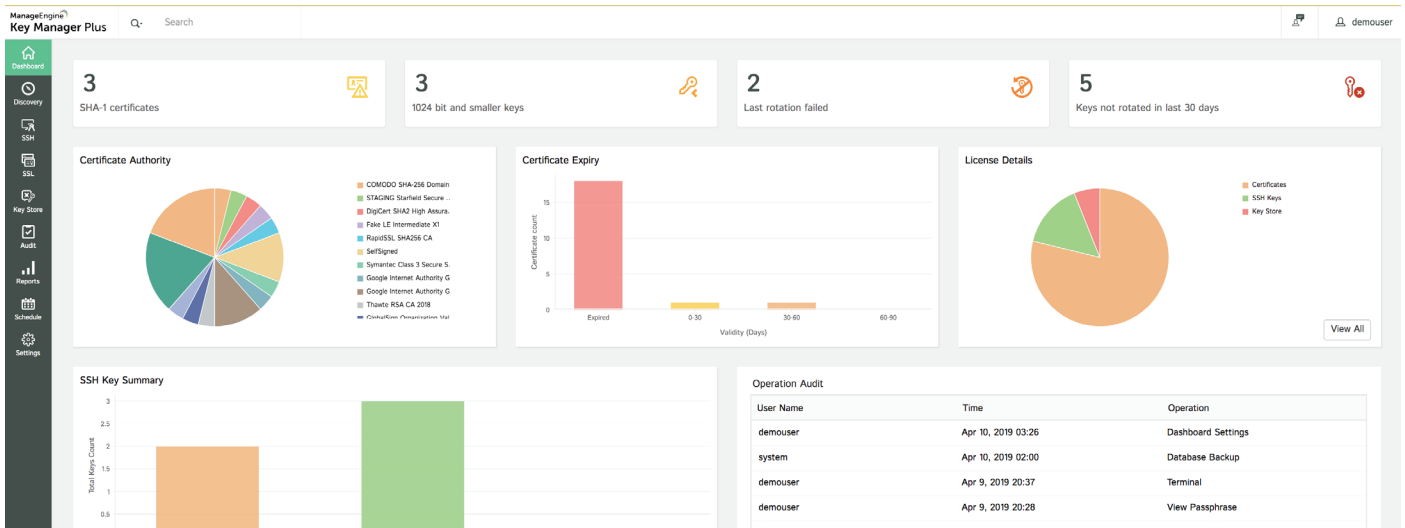 ManageEngine
Key Manager Plus
Search
demouser
Dashboard
Discovery
SSH
SSL
Key Store
Audit
Reports
Schedule
Settings
3
SHA-1 certificates
3
1024 bit and smaller keys
2
Last rotation failed
5
Keys not rotated in last 30 days
Certificate Authority
COMODO SHA-256 Domain
STAGING Starfield Secure ..
DigiCert SHA2 High Assura.
Fake LE Intermediate X1
RapidSSL SHA256 CA
SelfSigned
Symantec Class 3 Secure S.
Google Internet Authority G
Google Internet Authority G
Thawte RSA CA 2018
GlobalSign Organization Val
Certificate Expiry
Certificate count
15
10
5
0
Expired
0-30
30-60
60-90
Validity (Days)
License Details
Certificates
SSH Keys
Key Store
View All
SSH Key Summary
Total Keys Count
3
2.5
2
1.5
1
0.5
Operation Audit
User Name Time Operation
demouser Apr 10, 2019 03:26 Dashboard Settings
system Apr 10, 2019 02:00 Database Backup
demouser Apr 9, 2019 20:37 Terminal
demouser Apr 9, 2019 20:28 View Passphrase